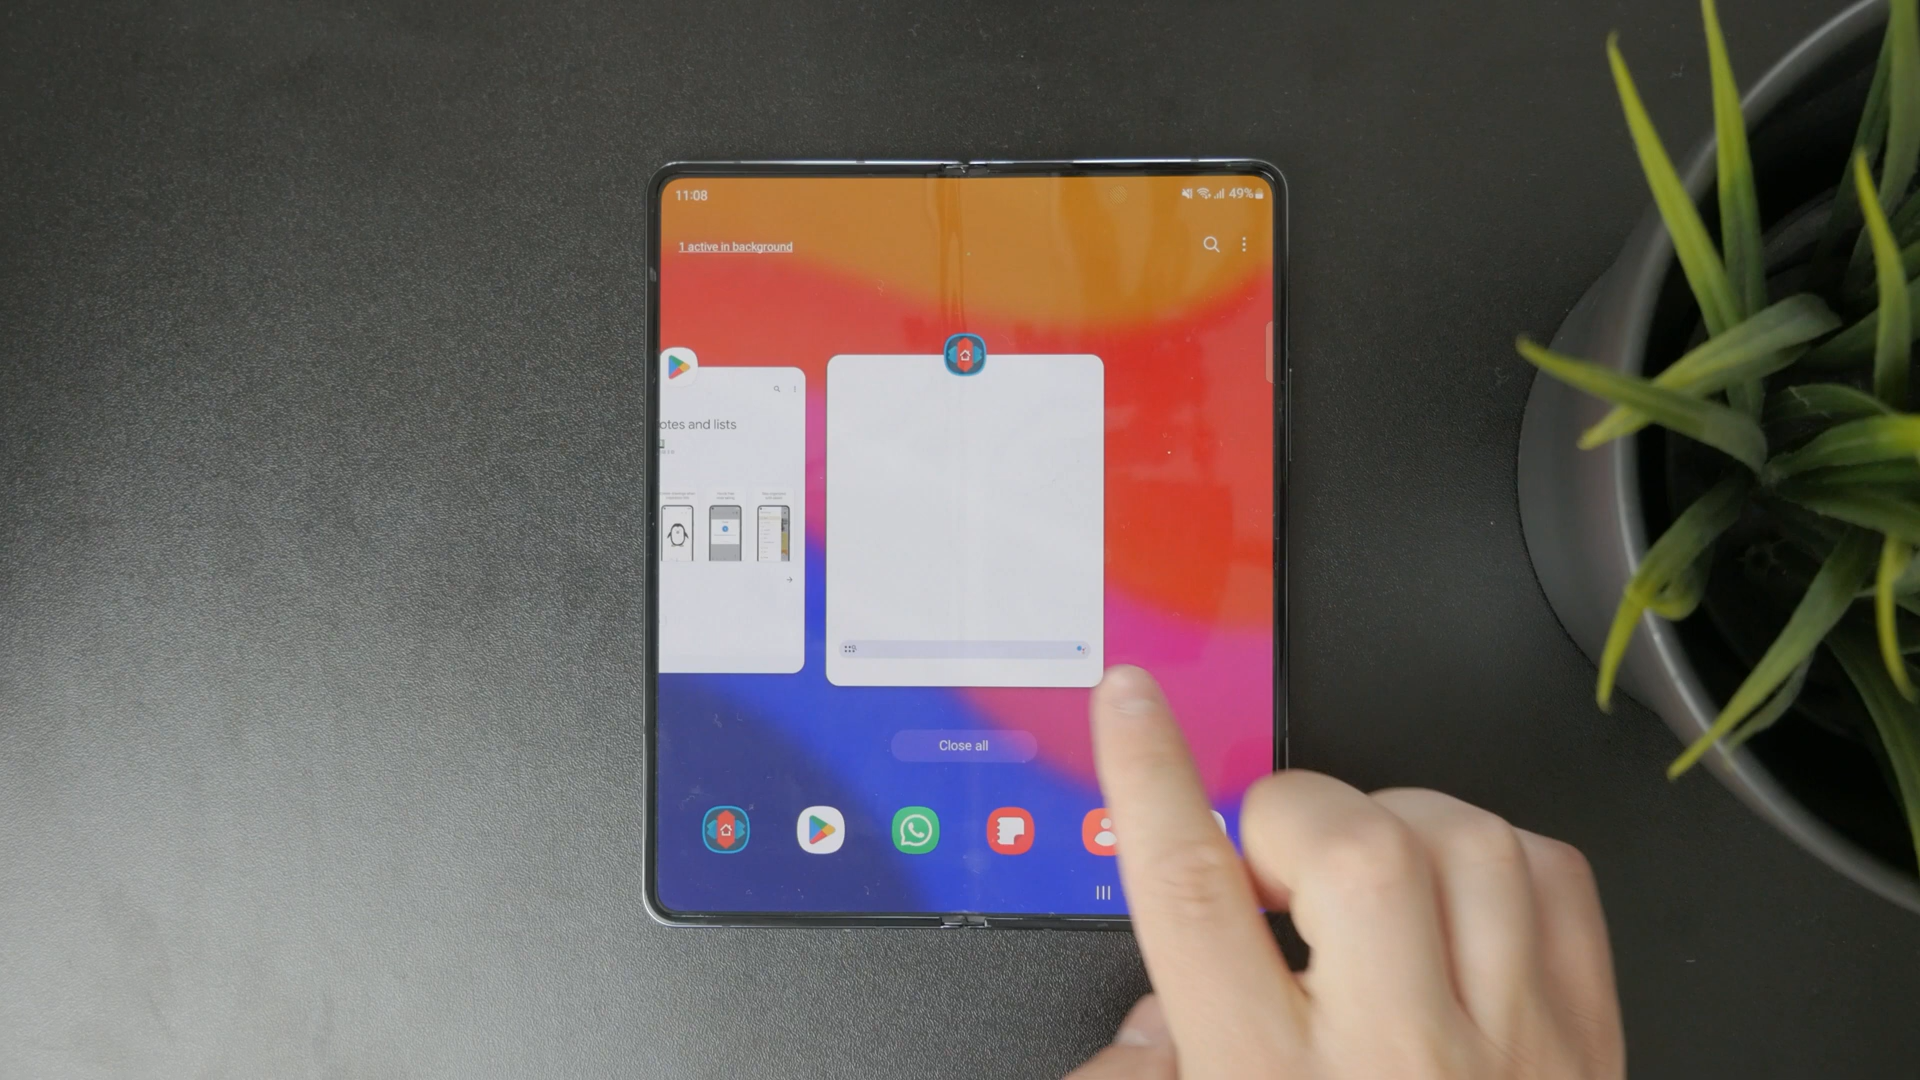 11:08
49%
1 active in background
otes and lists
Close all